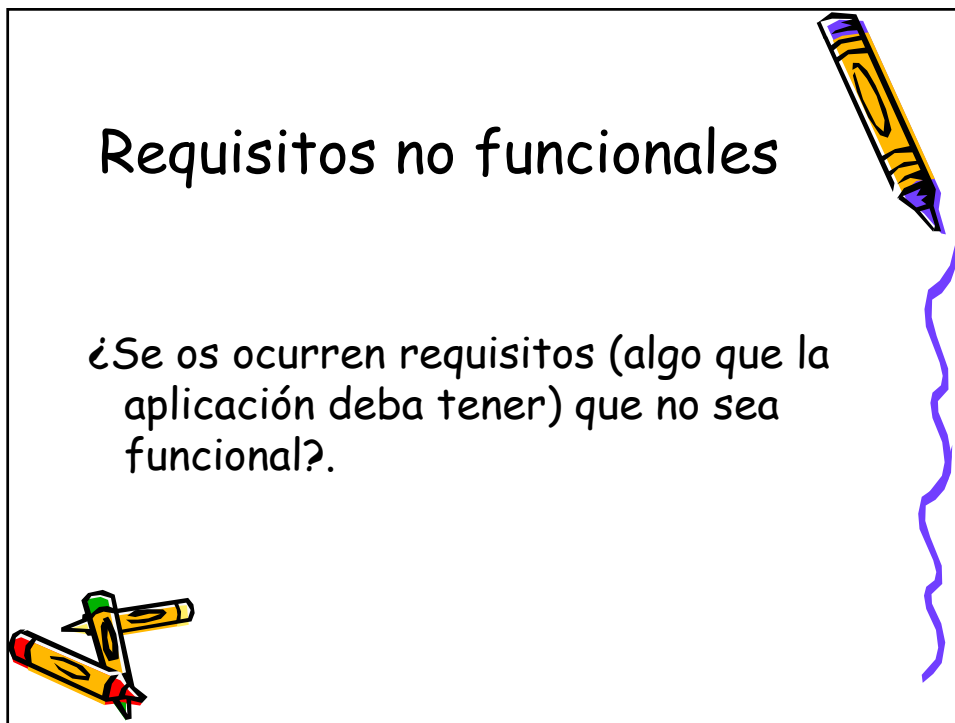 Requisitos no funcionales
¿Se os ocurren requisitos (algo que la
aplicación deba tener) que no sea
funcional?.